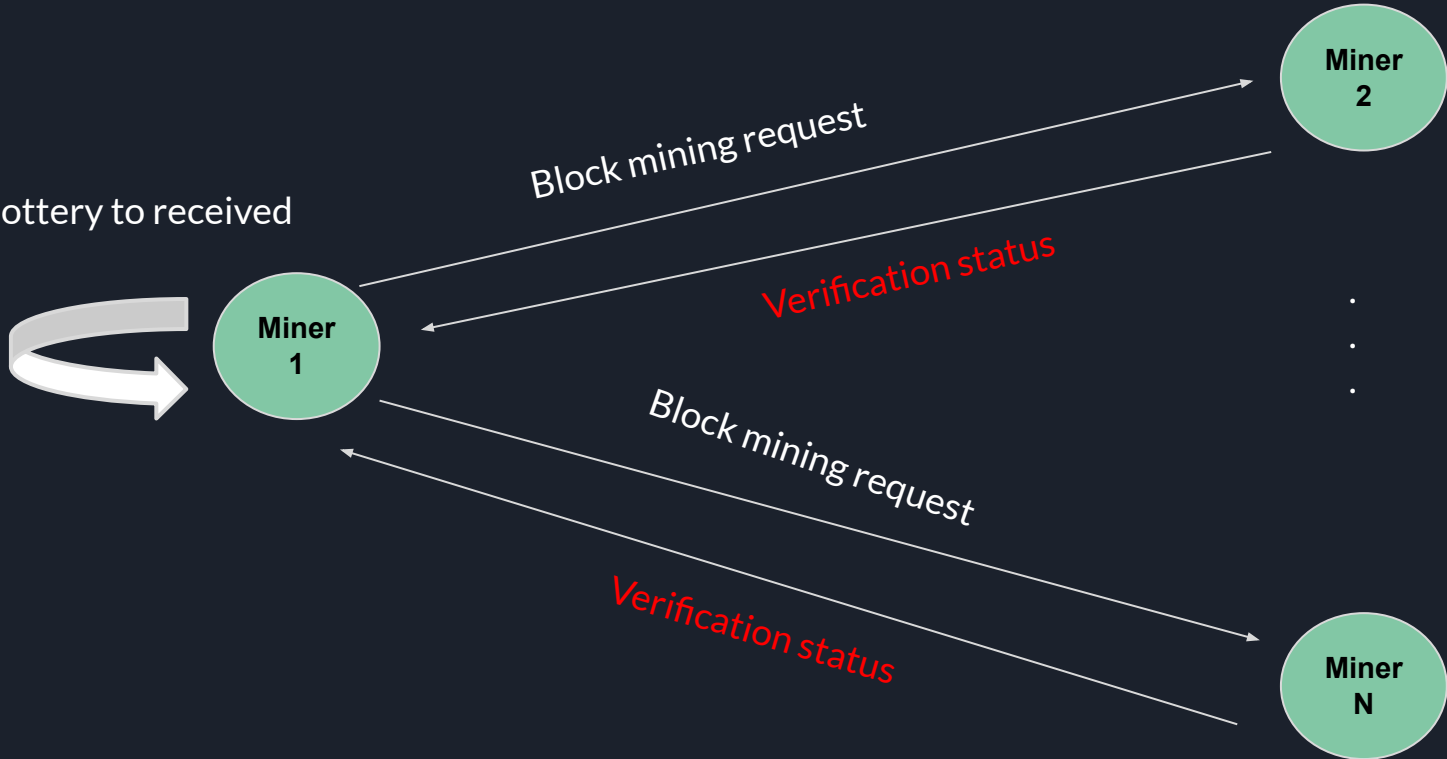 Miner
2
Block mining request
ottery to received
Verification status
Miner
1
Block mining request
Verification status
Miner
N